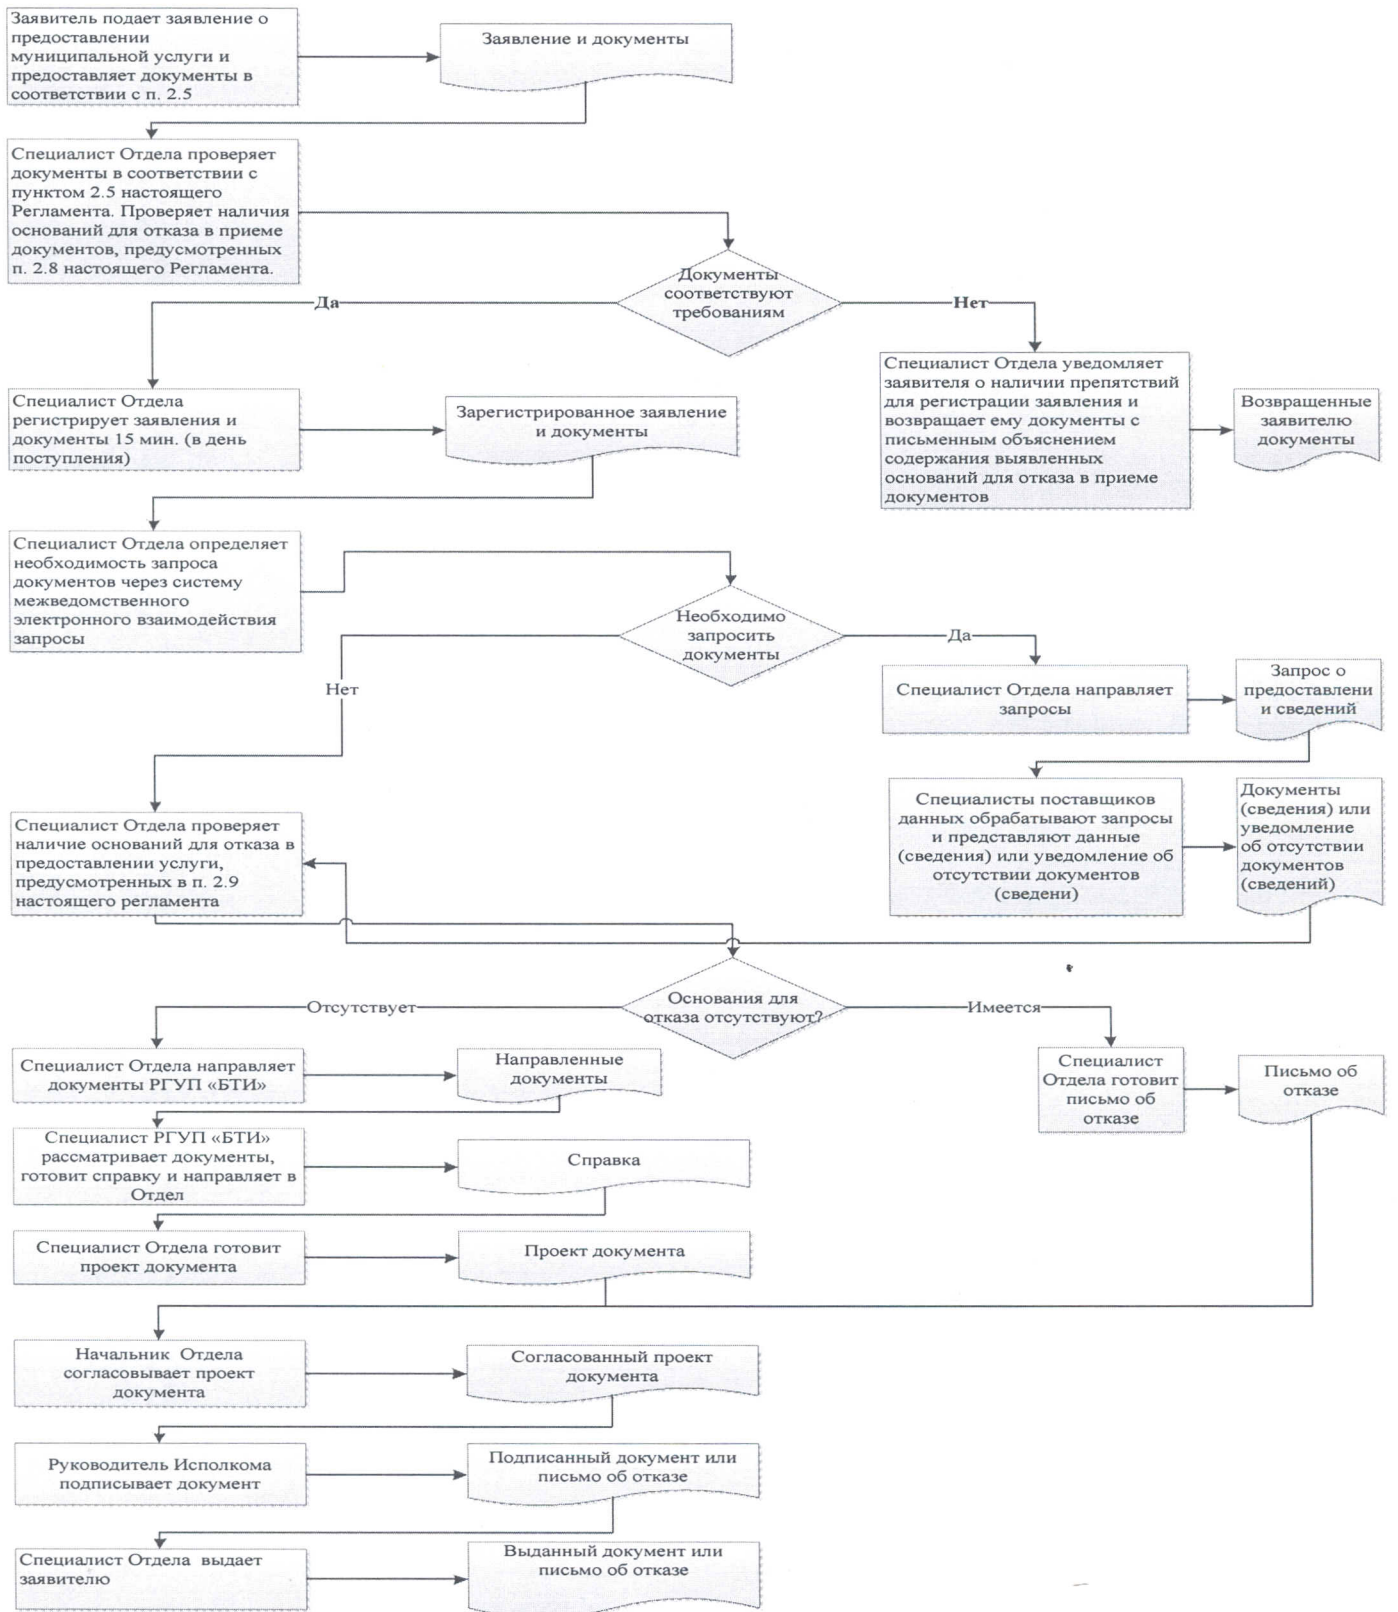 Заявитель подает заявление о
предоставлении
муниципальной услуги и
предоставляет документы в
соответствии с п. 2.5
Заявление и документы
Специалист Отдела проверяет
документы в соответствии с
пунктом 2.5 настоящего
Регламента. Проверяет наличия
оснований для отказа в приеме
документов, предусмотренных
п. 2.8 настоящего Регламента.
Документы
соответствуют
требованиям
Да
Нет
Специалист Отдела
регистрирует заявления и
документы 15 мин. (в день
поступления)
Зарегистрированное заявление
и документы
Специалист Отдела уведомляет
заявителя о наличии препятствий
для регистрации заявления и
возвращает ему документы с
письменным объяснением
содержания выявленных
оснований для отказа в приеме
документов
Возвращенные
заявителю
документы
Специалист Отдела определяет
необходимость запроса
документов через систему
межведомственного
электронного взаимодействия
запросы
Необходимо
запросить
документы
Да
Нет
Специалист Отдела направляет
запросы
Запрос о
предоставлени
и сведений
Специалисты поставщиков
данных обрабатывают запросы
и представляют данные
(сведения) или уведомление об
отсутствии документов
(сведени)
Документы
(сведения) или
уведомление
об отсутствии
документов
(сведений)
Специалист Отдела проверяет
наличие оснований для отказа в
предоставлении услуги,
предусмотренных в п. 2.9
настоящего регламента
Основания для
отказа отсутствуют?
Отсутствует
Имеется
Специалист Отдела направляет
документы РГУП «БТИ»
Направленные
документы
Специалист
Отдела готовит
письмо об
отказе
Письмо об
отказе
Специалист РГУП «БТИ»
рассматривает документы,
готовит справку и направляет в
Отдел
Справка
Специалист Отдела готовит
проект документа
Проект документа
Начальник Отдела
согласовывает проект
документа
Согласованный проект
документа
Руководитель Исполкома
подписывает документ
Подписанный документ или
письмо об отказе
Специалист Отдела выдает
заявителю
Выданный документ или
письмо об отказе